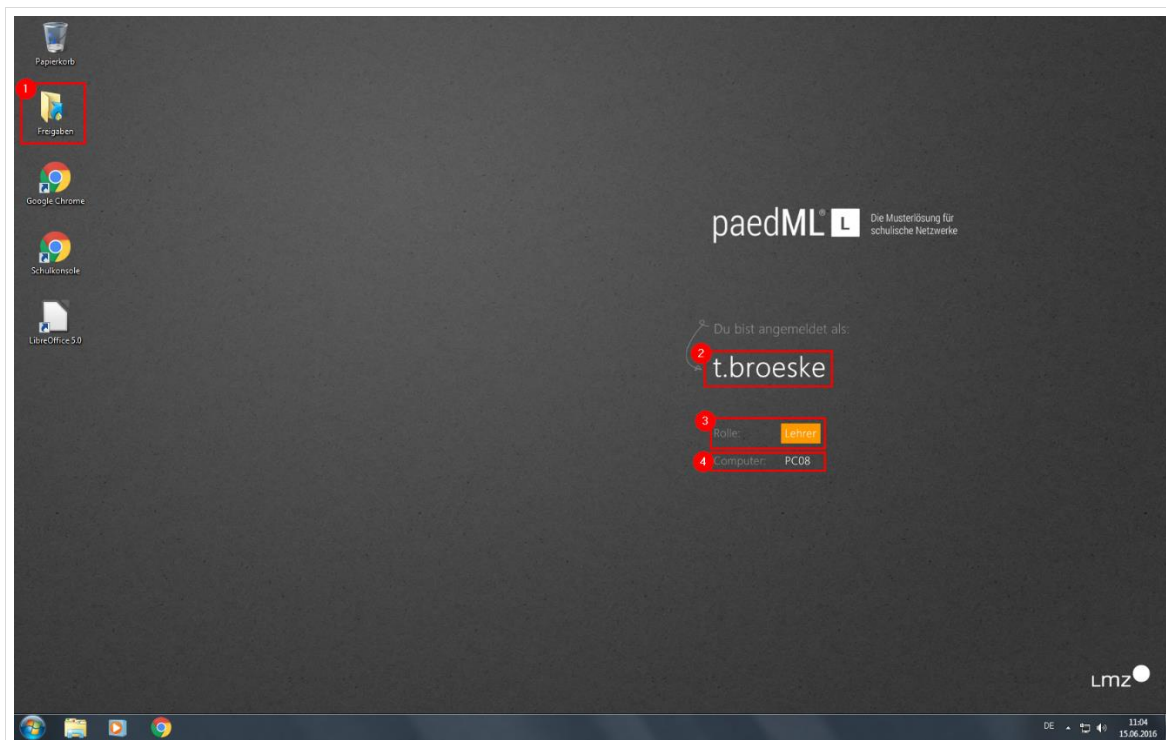 Papierkorb
1
Freigaben
Google Chrome
Schulkonsole
LibreOffice 5.0
paedML® L Die Musterlösung für
schulische Netzwerke
Du bist angemeldet als:
2
t.broeske
3
Rolle: Lehrer
4 Computer: PC08
Lmz
DE 11:04
15.06.2016